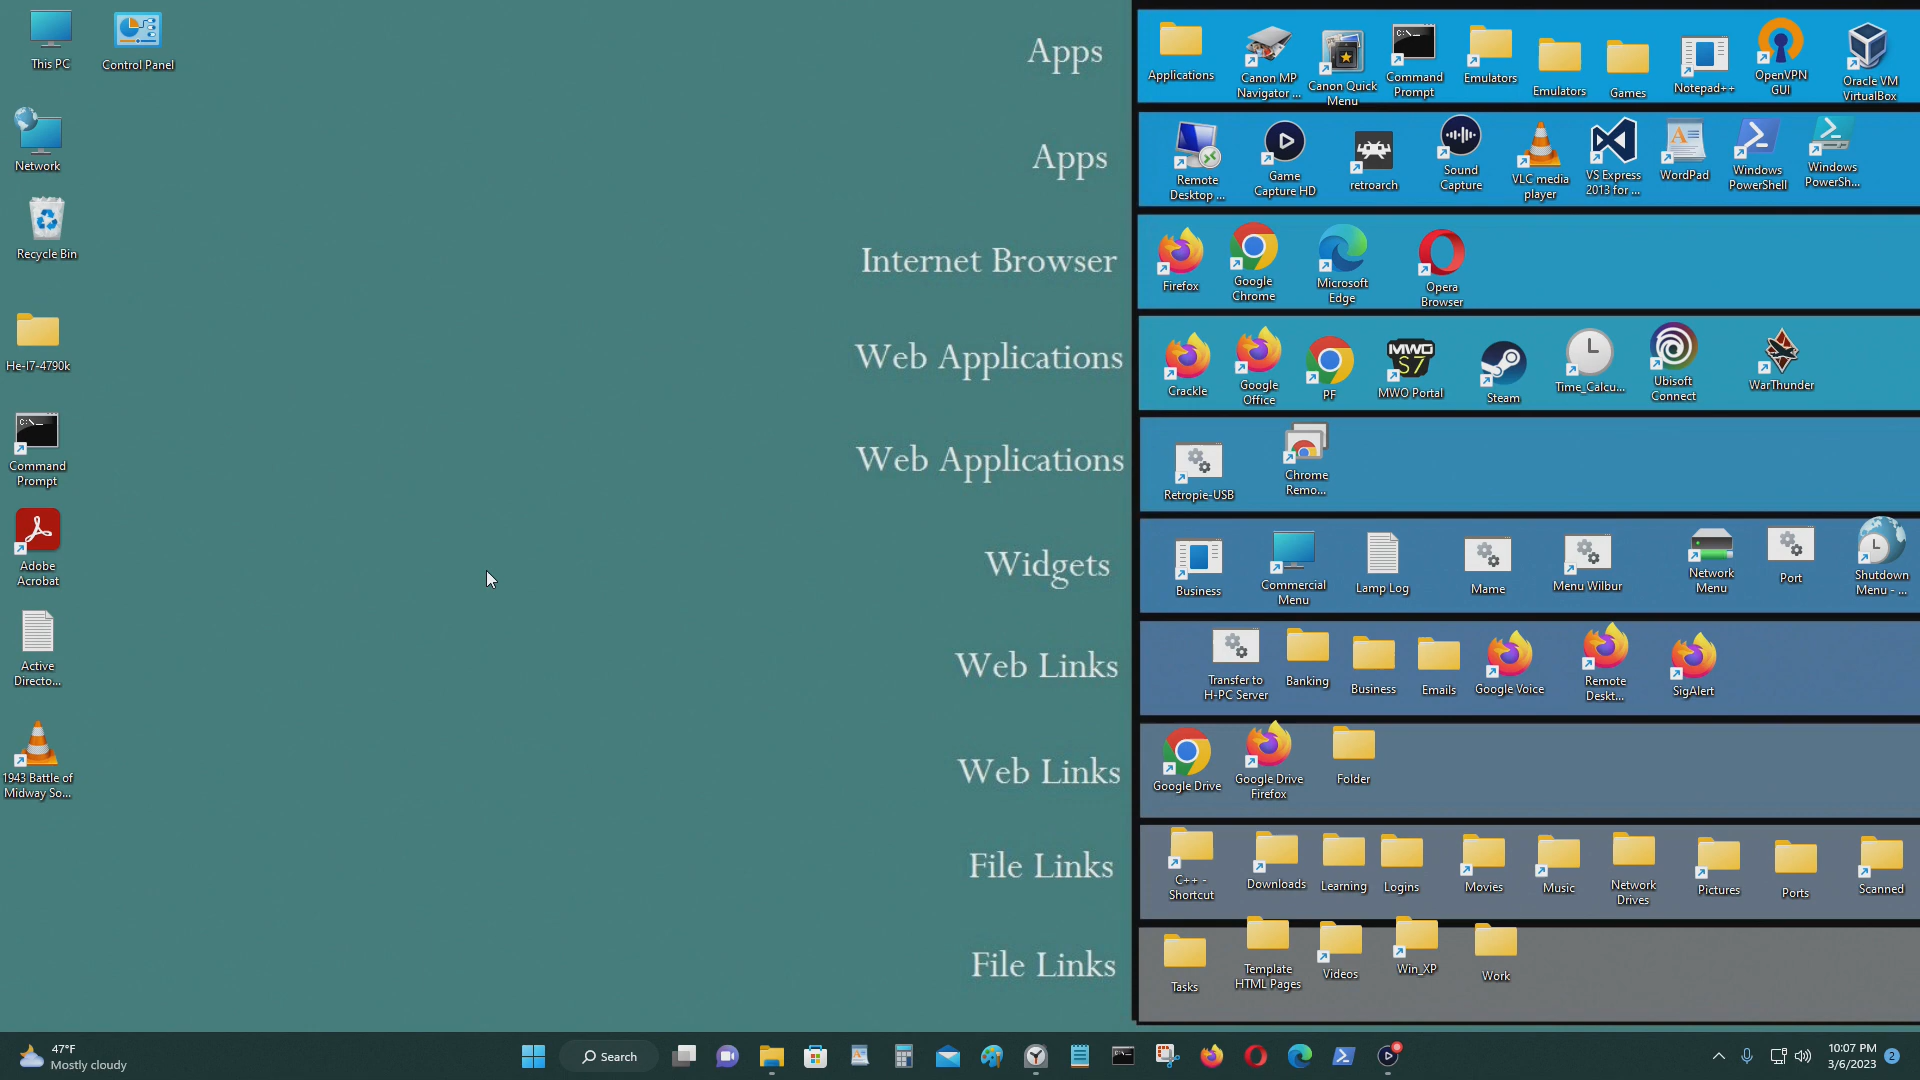 This PC
Control Panel
Network
Recycle Bin
He-I7-4790k
Command
Prompt
Adobe
Acrobat
Active
Directo...
1943 Battle of
Midway So...
Apps
Applications
Canon MP
Navigator ...
Canon Quick
Menu
Command
Prompt
Emulators
Emulators
Games
Notepad++
OpenVPN
GUI
Oracle VM
VirtualBox
Apps
Remote
Desktop ...
Game
Capture HD
retroarch
Sound
Capture
VLC media
player
VS Express
2013 for ...
WordPad
Windows
PowerShell
Windows
PowerSh...
Internet Browser
Firefox
Google
Chrome
Microsoft
Edge
Opera
Browser
Web Applications
Crackle
Google
Office
PF
MWO
S7
MWO Portal
Steam
Time_Calcu...
Ubisoft
Connect
WarThunder
Web Applications
Retropie-USB
Chrome
Remo...
Widgets
Business
Commercial
Menu
Lamp Log
Mame
Menu Wilbur
Network
Menu
Port
Shutdown
Menu - ...
Web Links
Transfer to
H-PC Server
Banking
Business
Emails
Google Voice
Remote
Deskt...
SigAlert
Web Links
Google Drive
Google Drive
Firefox
Folder
File Links
C++ -
Shortcut
Downloads
Learning
Logins
Movies
Music
Network
Drives
Pictures
Ports
Scanned
File Links
Tasks
Template
HTML Pages
Videos
Win_XP
Work
47°F
Mostly cloudy
Search
10:07 PM
3/6/2023
2